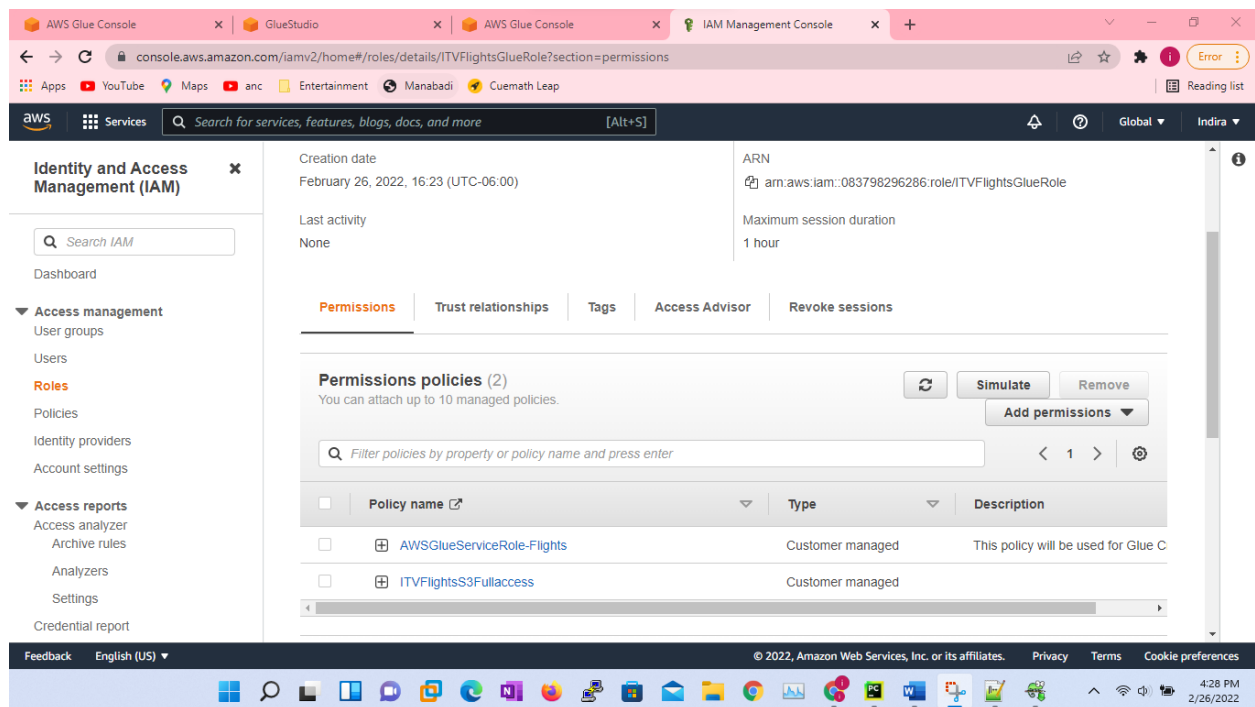 AWS Glue Console
GlueStudio
AWS Glue Console
IAM Management Console
console.aws.amazon.com/iamv2/home#/roles/details/ITVFlightsGlueRole?section=permissions
i
Error
Apps YouTube Maps anc Entertainment Manabadi Cuemath Leap Reading list
aws Services Search for services, features, blogs, docs, and more [Alt+S] Global Indira
Identity and Access
Management (IAM)
Search IAM
Dashboard
Access management
User groups
Users
Roles
Policies
Identity providers
Account settings
Access reports
Access analyzer
Archive rules
Analyzers
Settings
Credential report
Creation date
February 26, 2022, 16:23 (UTC-06:00)
ARN
arn:aws:iam::083798296286:role/ITVFlightsGlueRole
Last activity
None
Maximum session duration
1 hour
Permissions Trust relationships Tags Access Advisor Revoke sessions
Permissions policies (2)
You can attach up to 10 managed policies.
Simulate
Remove
Add permissions
Filter policies by property or policy name and press enter
1
Policy name Type Description
AWSGlueServiceRole-Flights Customer managed This policy will be used for Glue C
ITVFlightsS3Fullaccess Customer managed
Feedback English (US) © 2022, Amazon Web Services, Inc. or its affiliates. Privacy Terms Cookie preferences
4:28 PM
2/26/2022